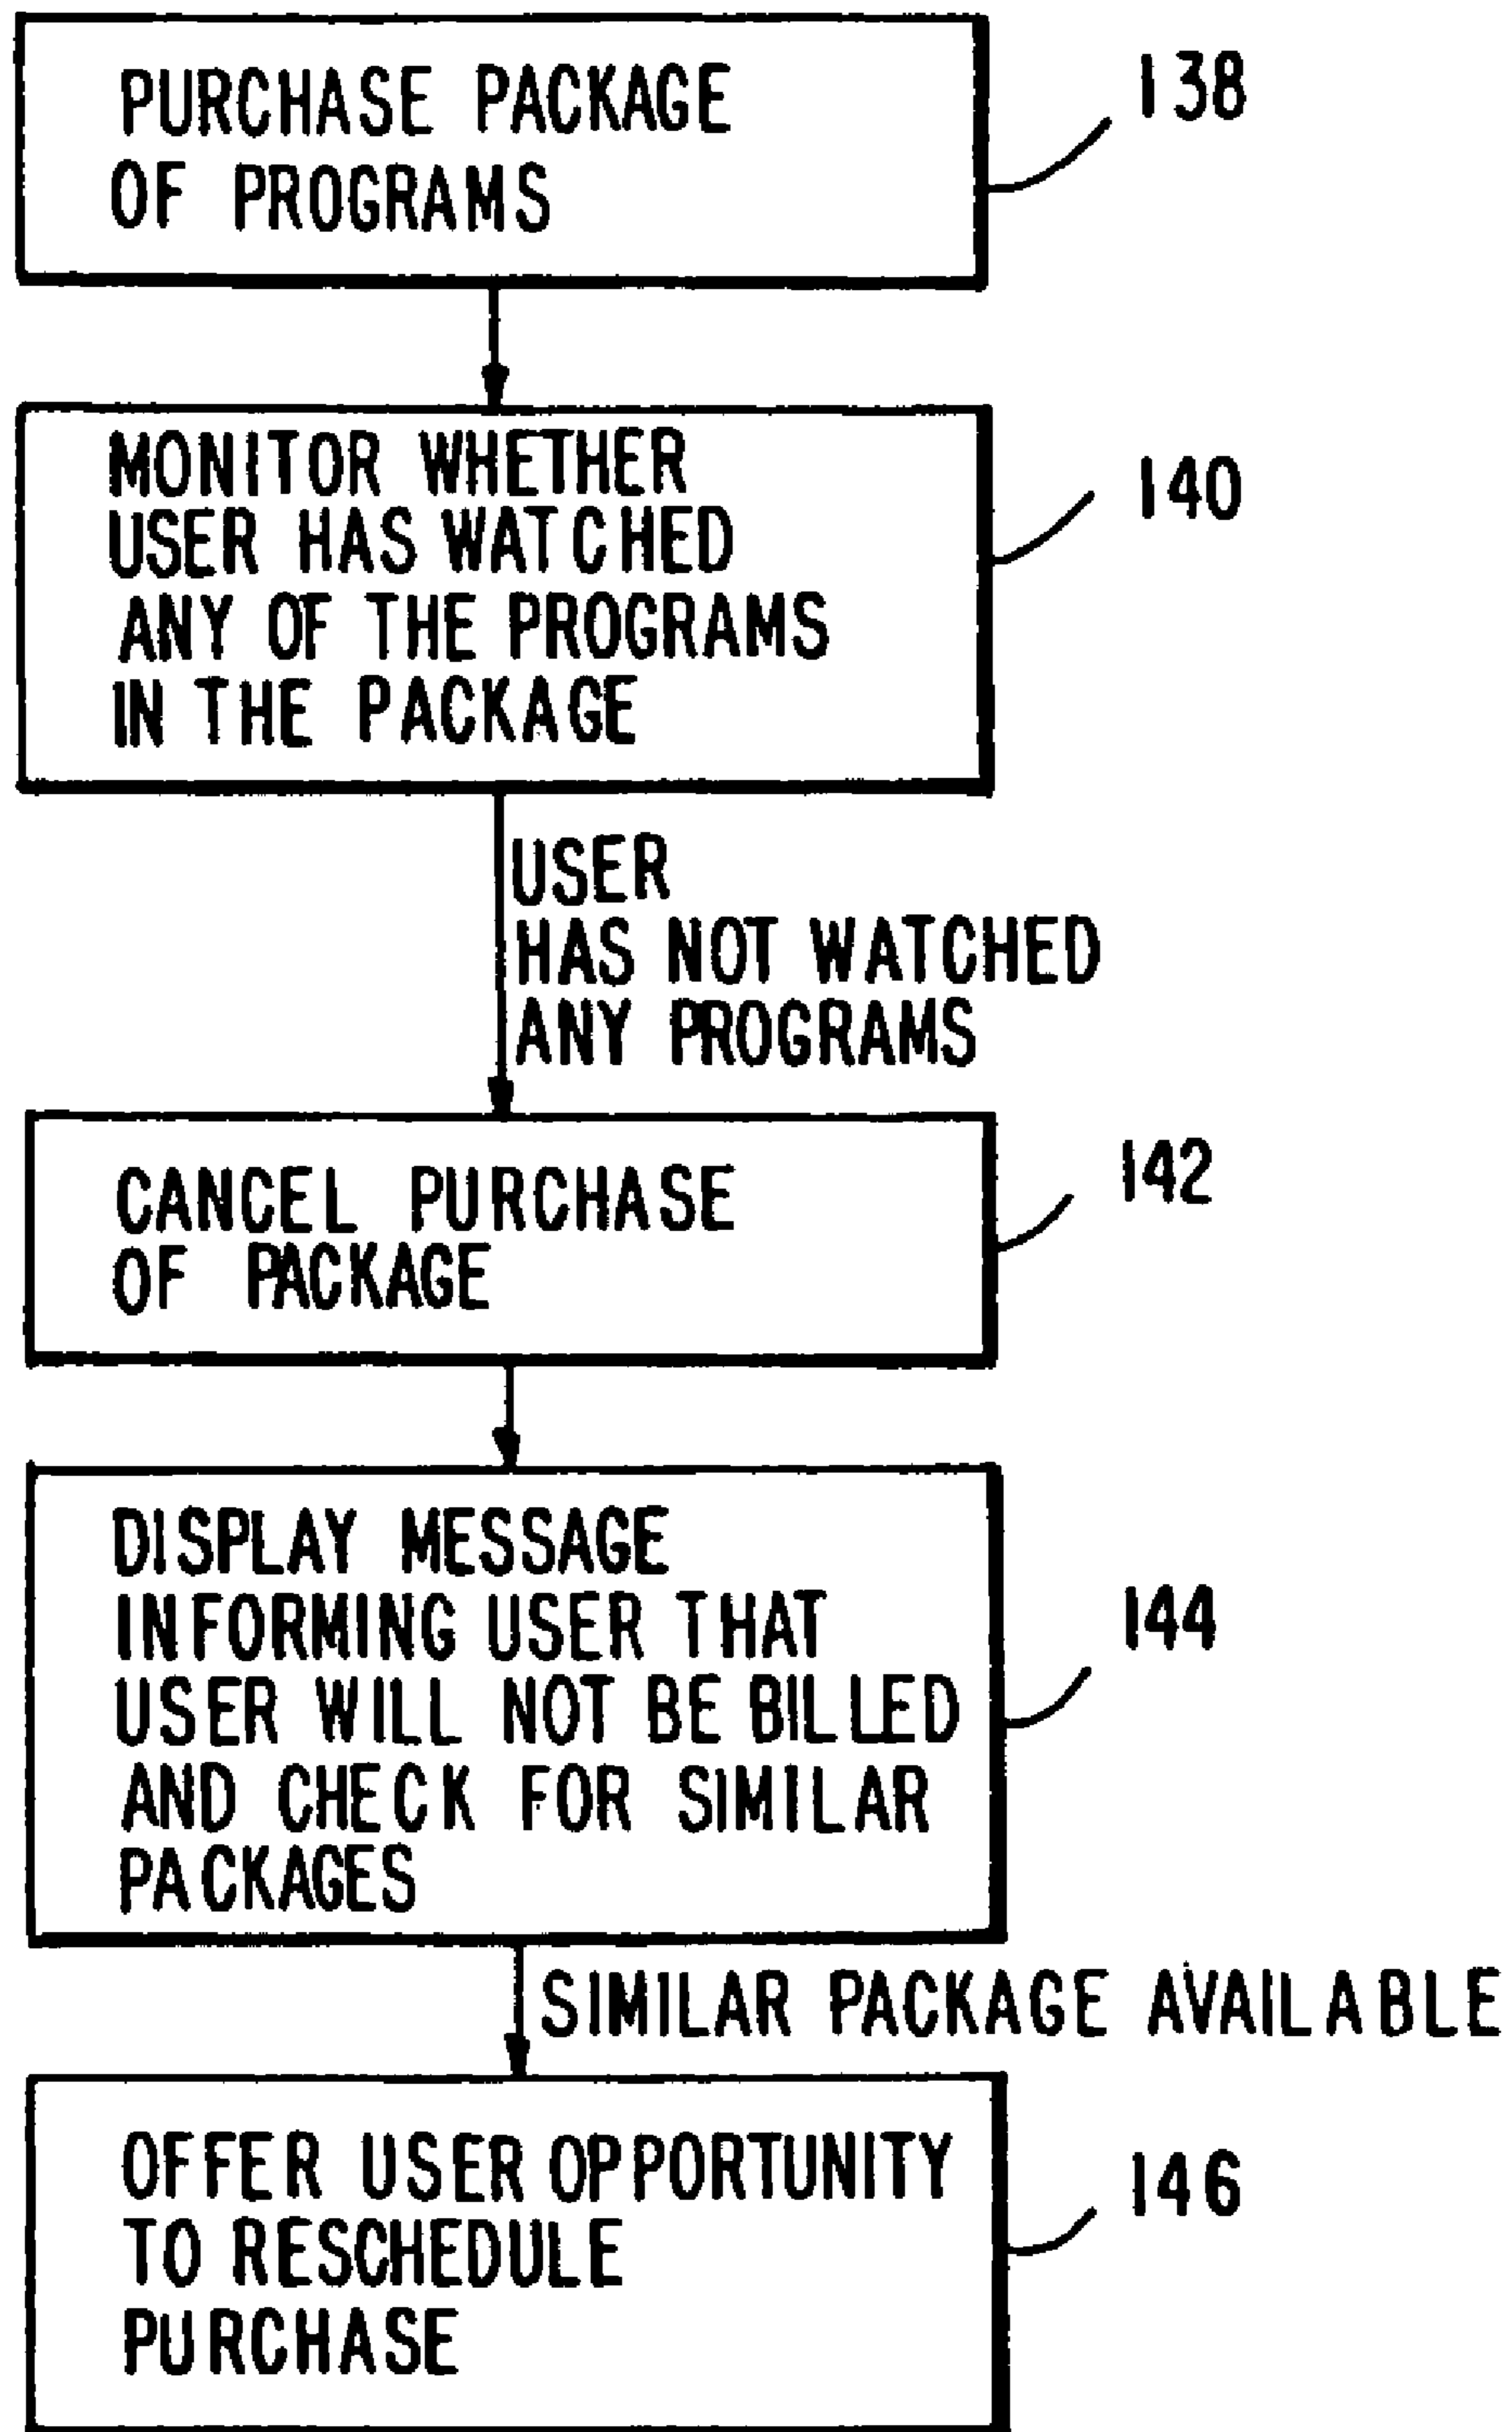 PURCHASE PACKAGE
OF PROGRAMS
138
MONITOR WHETHER
USER HAS WATCHED
ANY OF THE PROGRAMS
IN THE PACKAGE
140
USER
HAS NOT WATCHED
ANY PROGRAMS
CANCEL PURCHASE
OF PACKAGE
142
DISPLAY MESSAGE
INFORMING USER THAT
USER WILL NOT BE BILLED
AND CHECK FOR SIMILAR
PACKAGES
144
SIMILAR PACKAGE AVAILABLE
OFFER USER OPPORTUNITY
TO RESCHEDULE
PURCHASE
146